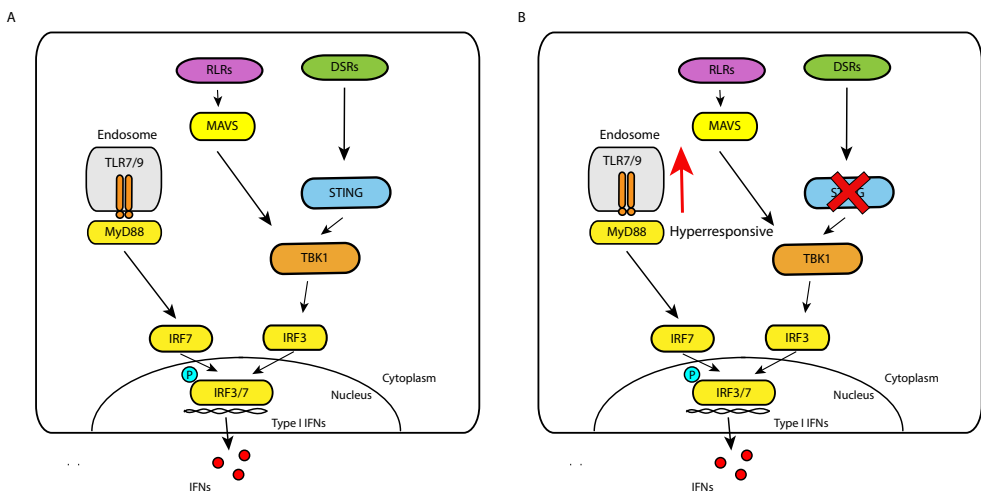 A
RLRs
DSRs
MAVS
Endosome
TLR7/9
STING
MyD88
TBK1
IRF7
IRF3
P
IRF3/7
Cytoplasm
Nucleus
Type I IFNs
IFNs
B
RLRs
DSRs
MAVS
Endosome
TLR7/9
MyD88
Hyperresponsive
TBK1
IRF7
IRF3
P
IRF3/7
Cytoplasm
Nucleus
Type I IFNs
IFNs